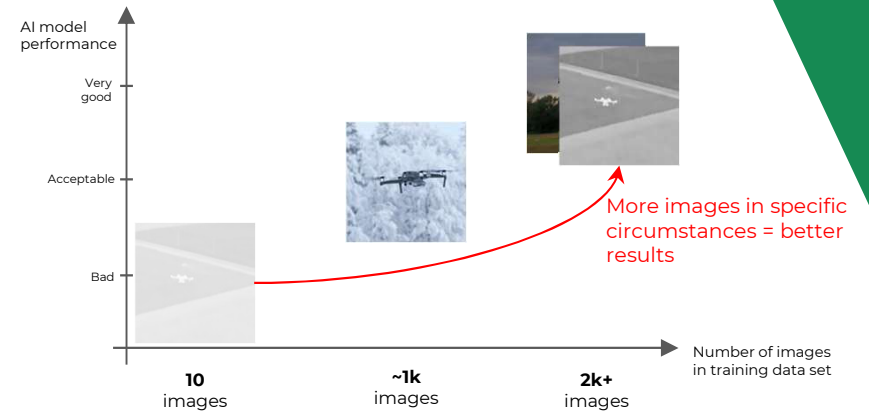 AI model
performance
Very
good
Acceptable
Bad
More images in specific
circumstances = better
results
Number of images
in training data set
10
images
~1k
images
2k+
images